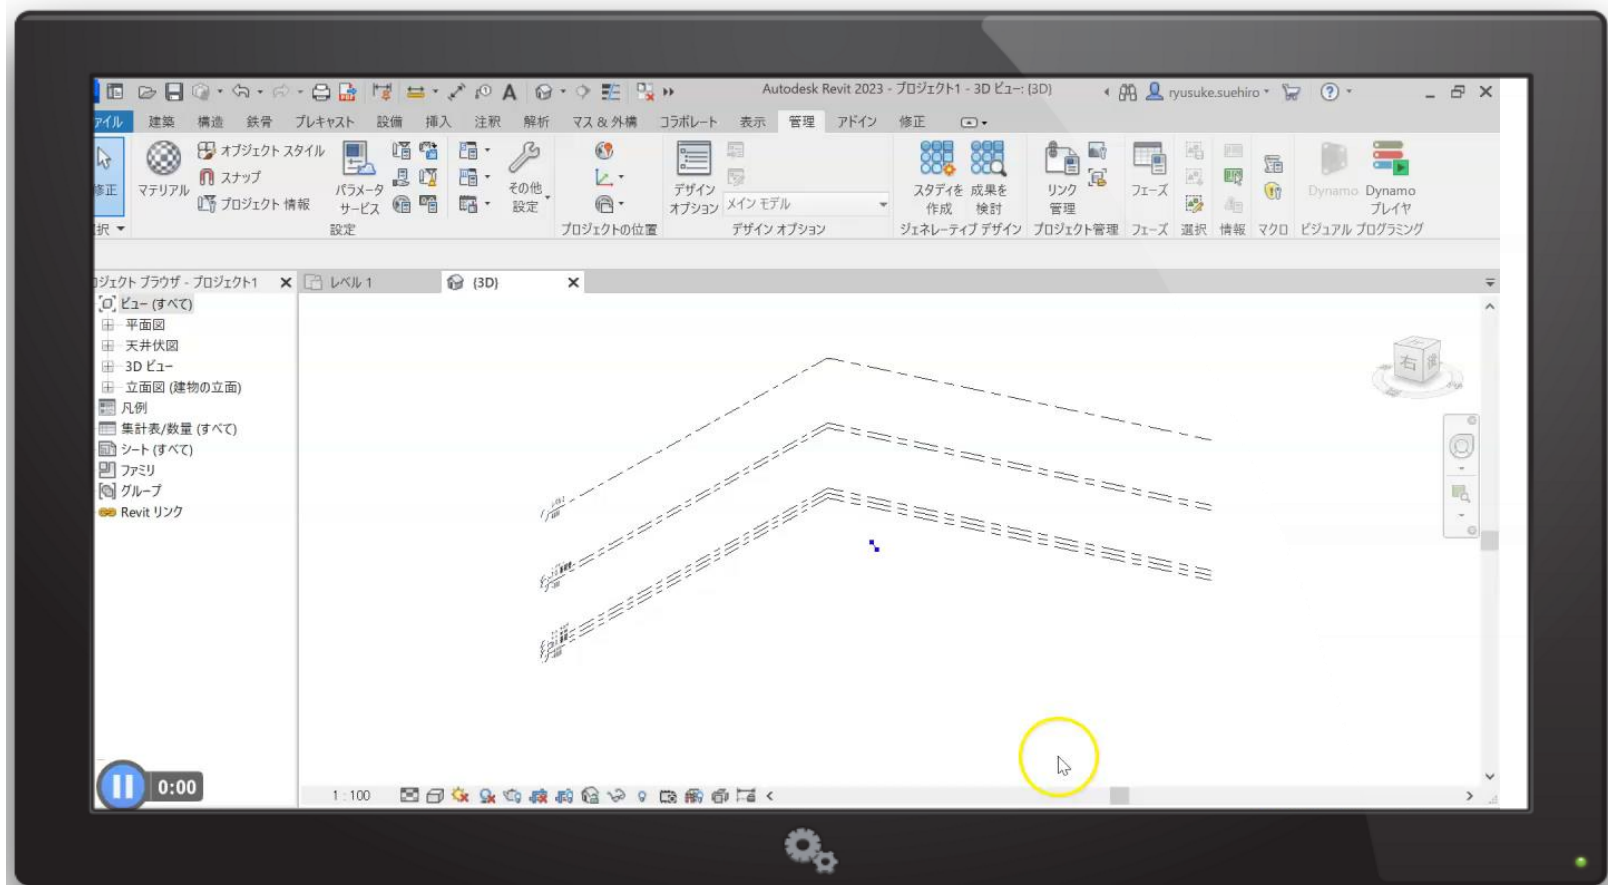 Autodesk Revit 2023 - プロジェクト1 - 3D ビュー: {3D}
ryusuke.suehiro
ァイル 建築 構造 鉄骨 プレキャスト 設備 挿入 注釈 解析 マス & 外構 コラボレート 表示 管理 アドイン 修正
修正
マテリアル
オブジェクト スタイル
スナップ
プロジェクト 情報
パラメータ
サービス
その他
設定
デザイン
オプション
メイン モデル
スタディを
作成
成果を
検討
リンク
管理
フェーズ
Dynamo
Dynamo
プレイヤ
択 設定 プロジェクトの位置 デザイン オプション ジェネレーティブ デザイン プロジェクト管理 フェーズ 選択 情報 マクロ ビジュアル プログラミング
ロジェクト ブラウザ - プロジェクト1
レベル 1
{3D}
ビュー (すべて)
平面図
天井伏図
3D ビュー
立面図 (建物の立面)
凡例
集計表/数量 (すべて)
シート (すべて)
ファミリ
グループ
Revit リンク
右
0:00
1 : 100